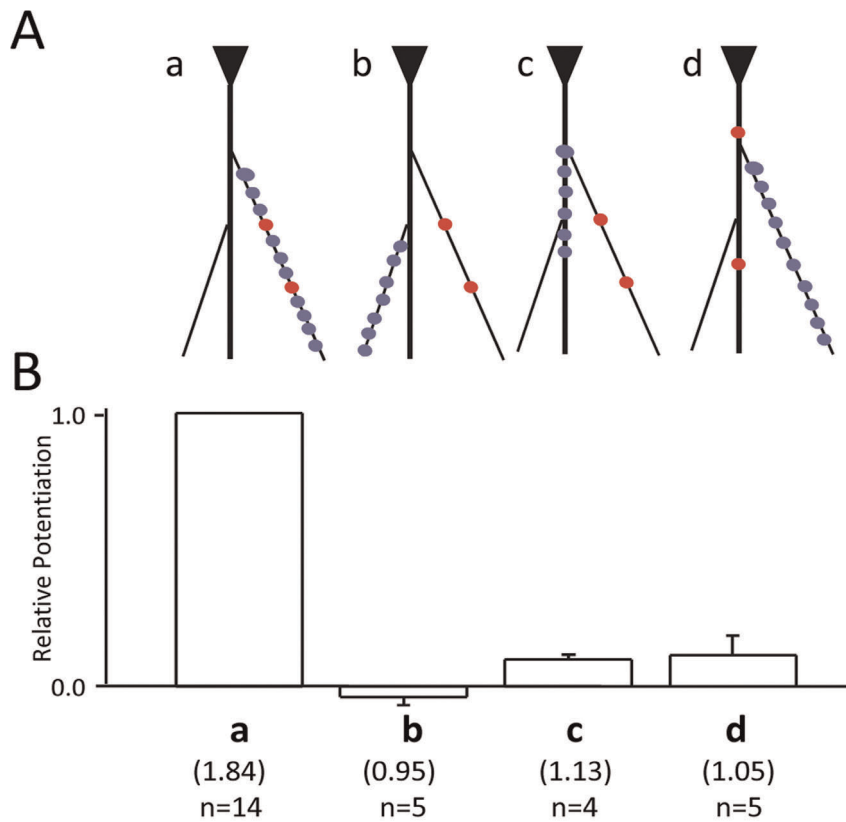 A
a
b
c
d
B
1.0
Relative Potentiation
0.0
a
b
c
d
(1.84)
(0.95)
(1.13)
(1.05)
n=14
n=5
n=4
n=5